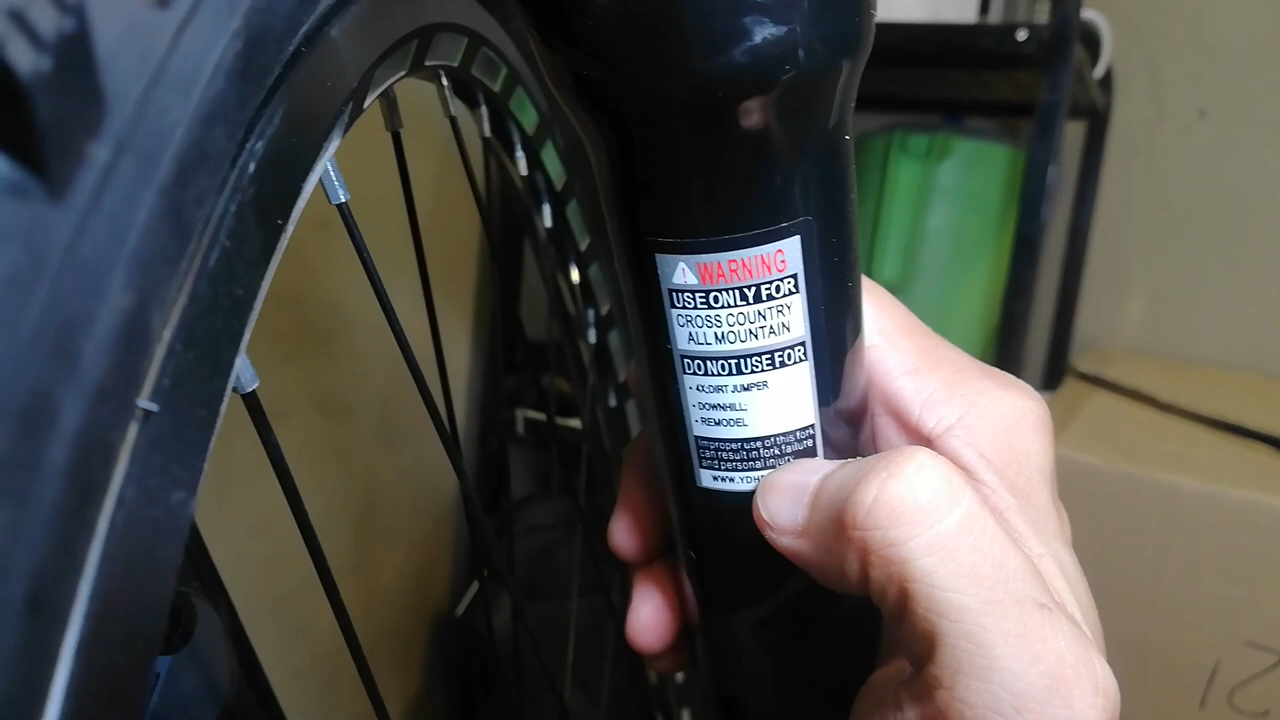 WARNING
USE ONLY FOR
CROSS COUNTRY
ALL MOUNTAIN
DO NOT USE FOR
• 4X;DIRT JUMPER
• DOWNHILL;
• REMODEL
Improper use of this fork
can result in fork failure
and personal injury.